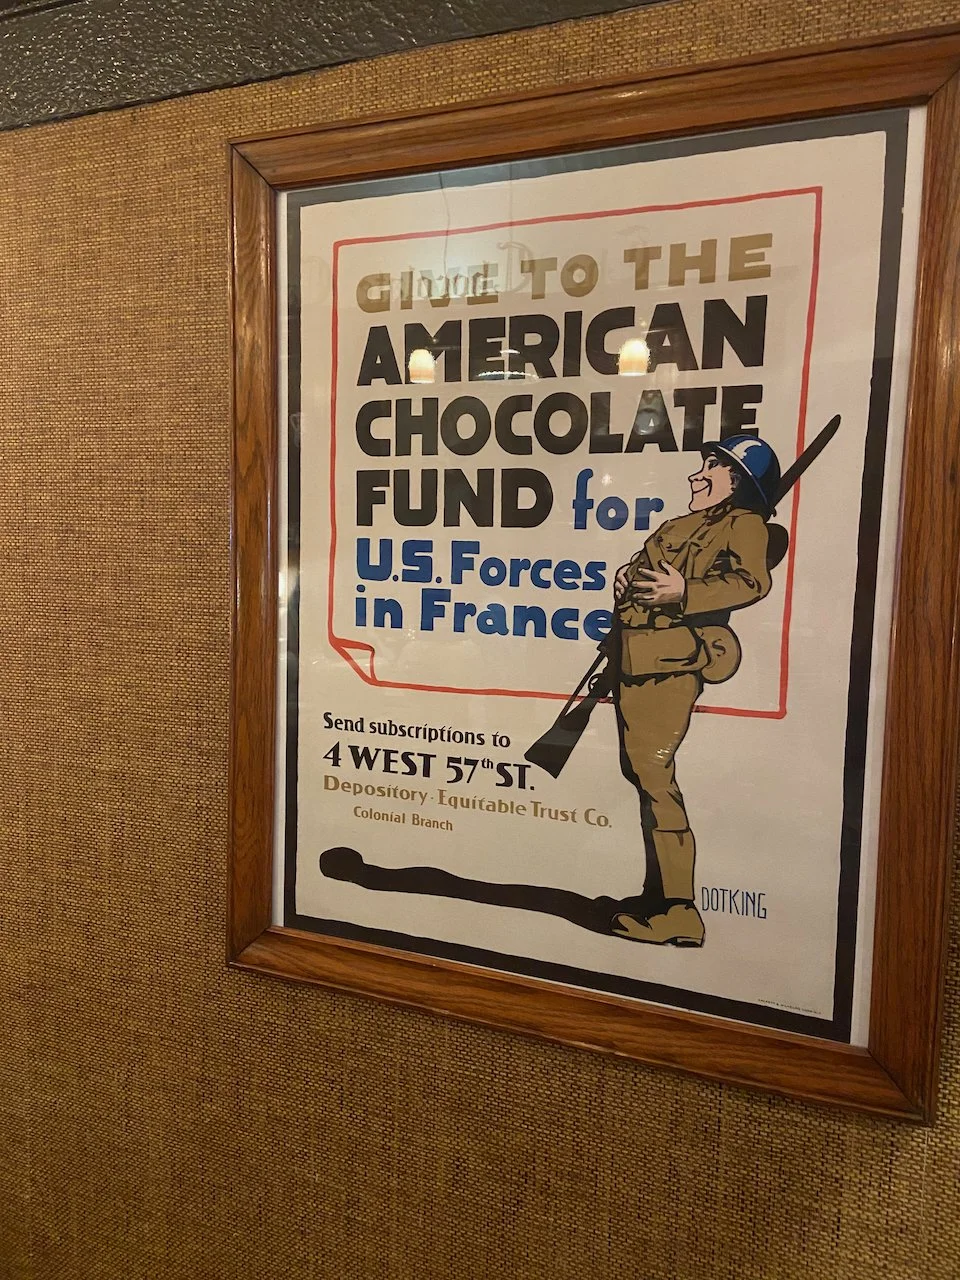 GIVE TO THE
AMERICAN
CHOCOLATE
FUND for
U.S. Forces
in France
Send subscriptions to
4 WEST 57th ST.
Depository · Equitable Trust Co.
Colonial Branch
DOTKING